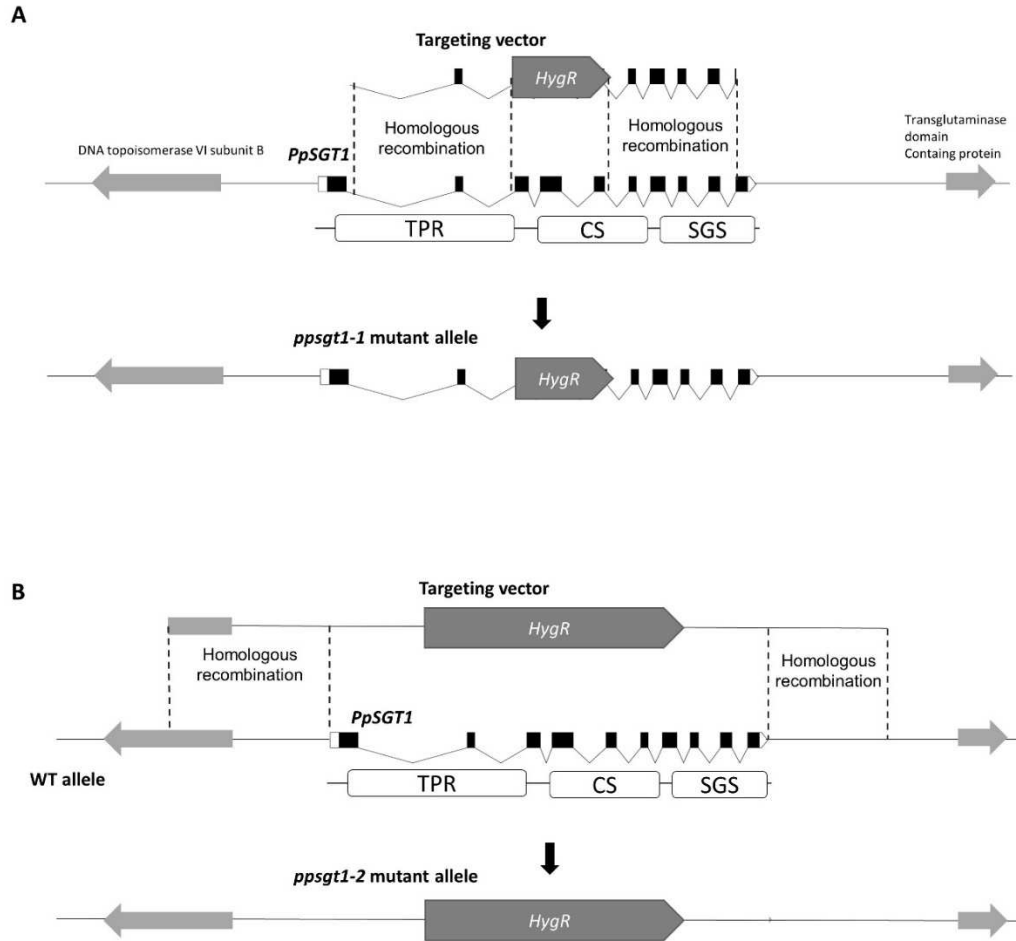 A
Targeting vector
HygR
Homologous
recombination
Homologous
recombination
Transglutaminase
domain
Containg protein
DNA topoisomerase VI subunit B
PpSGT1
TPR
CS
SGS
ppsgt1-1 mutant allele
HygR
B
Targeting vector
HygR
Homologous
recombination
Homologous
recombination
PpSGT1
WT allele
TPR
CS
SGS
ppsgt1-2 mutant allele
HygR